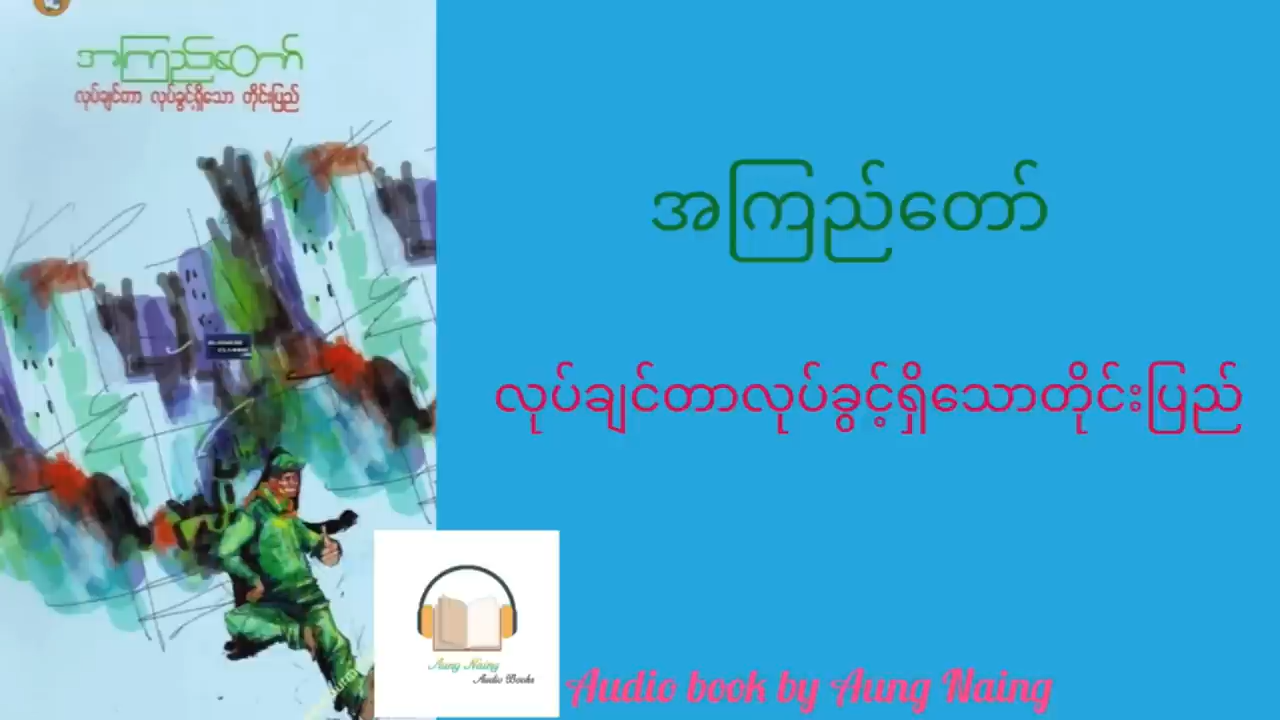 အကြည်တော်
လုပ်ချင်တာ လုပ်ခွင့်ရှိသော တိုင်းပြည်
အကြည်တော်
လုပ်ချင်တာလုပ်ခွင့်ရှိသောတိုင်းပြည်
Aung Naing
Audio Books
Audio book by Aung Naing